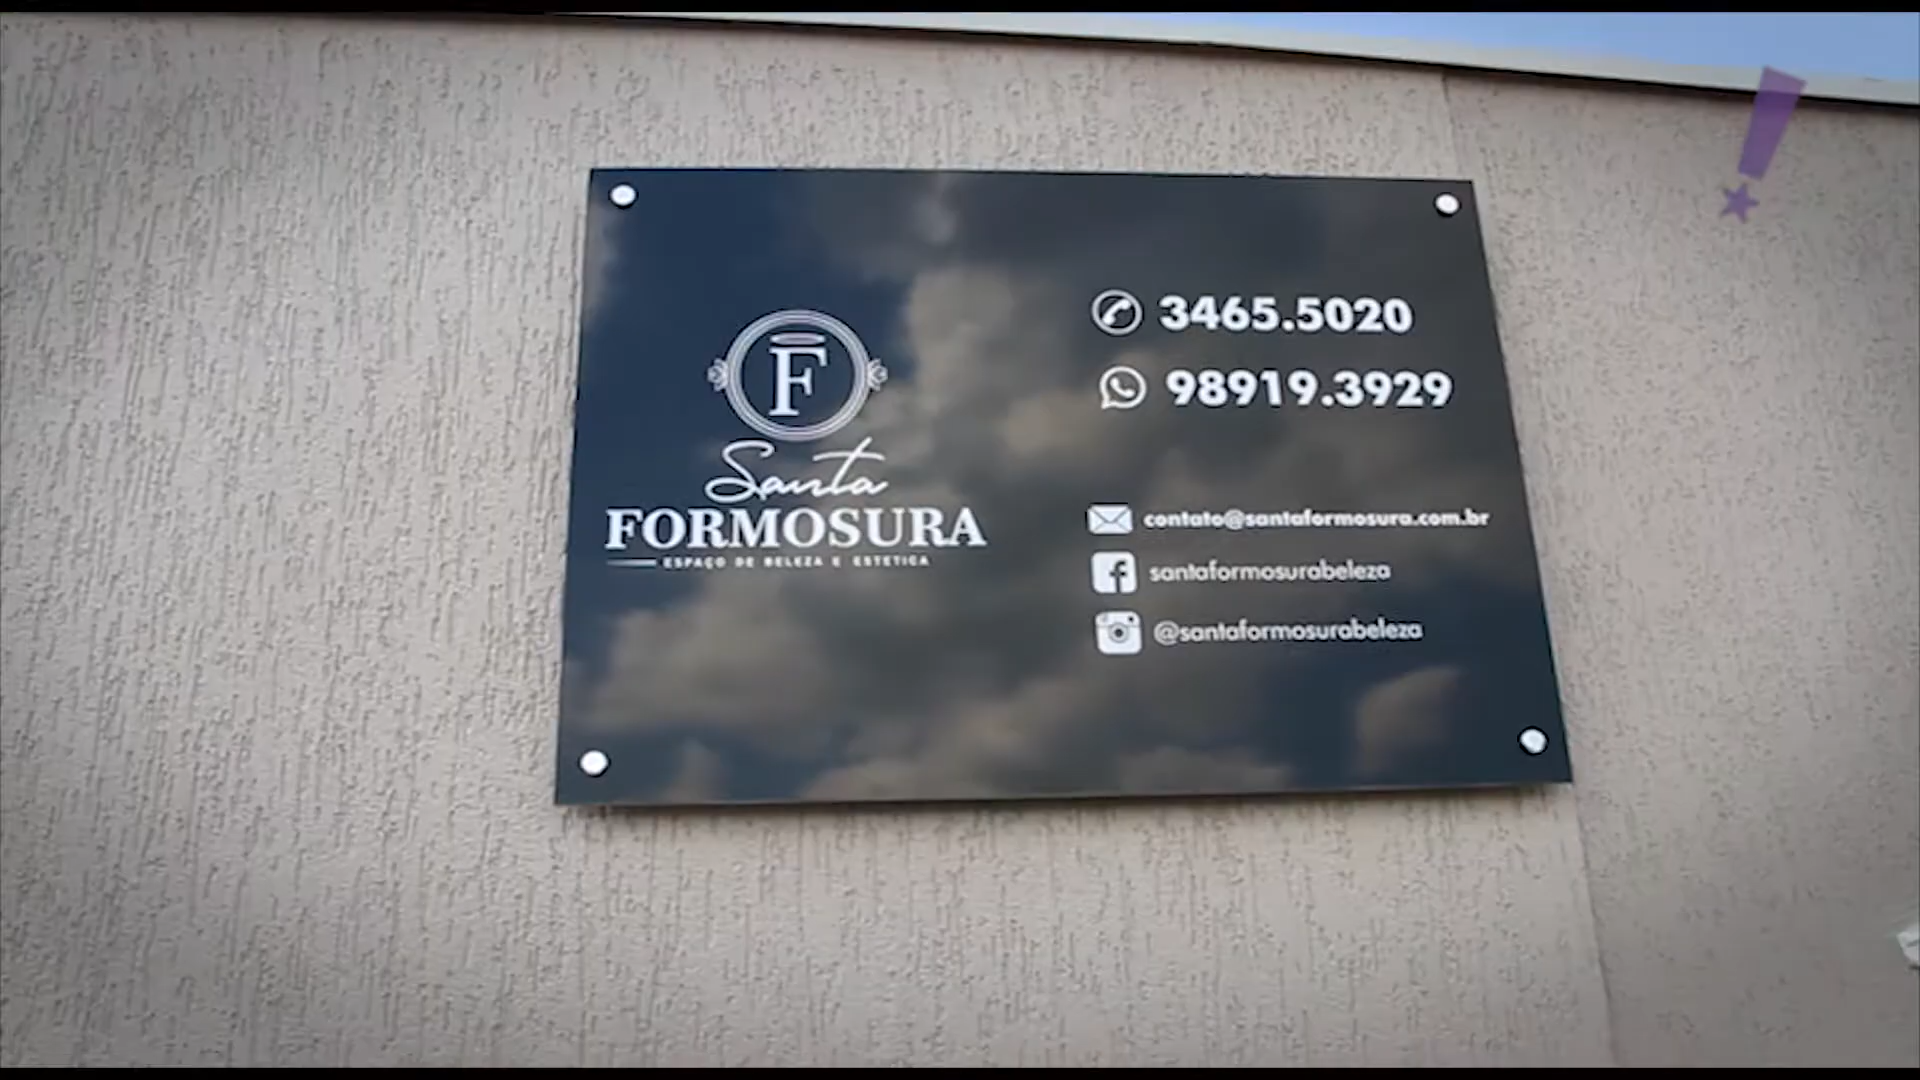 F
Santa
FORMOSURA
ESPAÇO DE BELEZA E ESTETICA
3465.5020
98919.3929
contato@santaformosura.com.br
santaformosurabeleza
@santaformosurabeleza